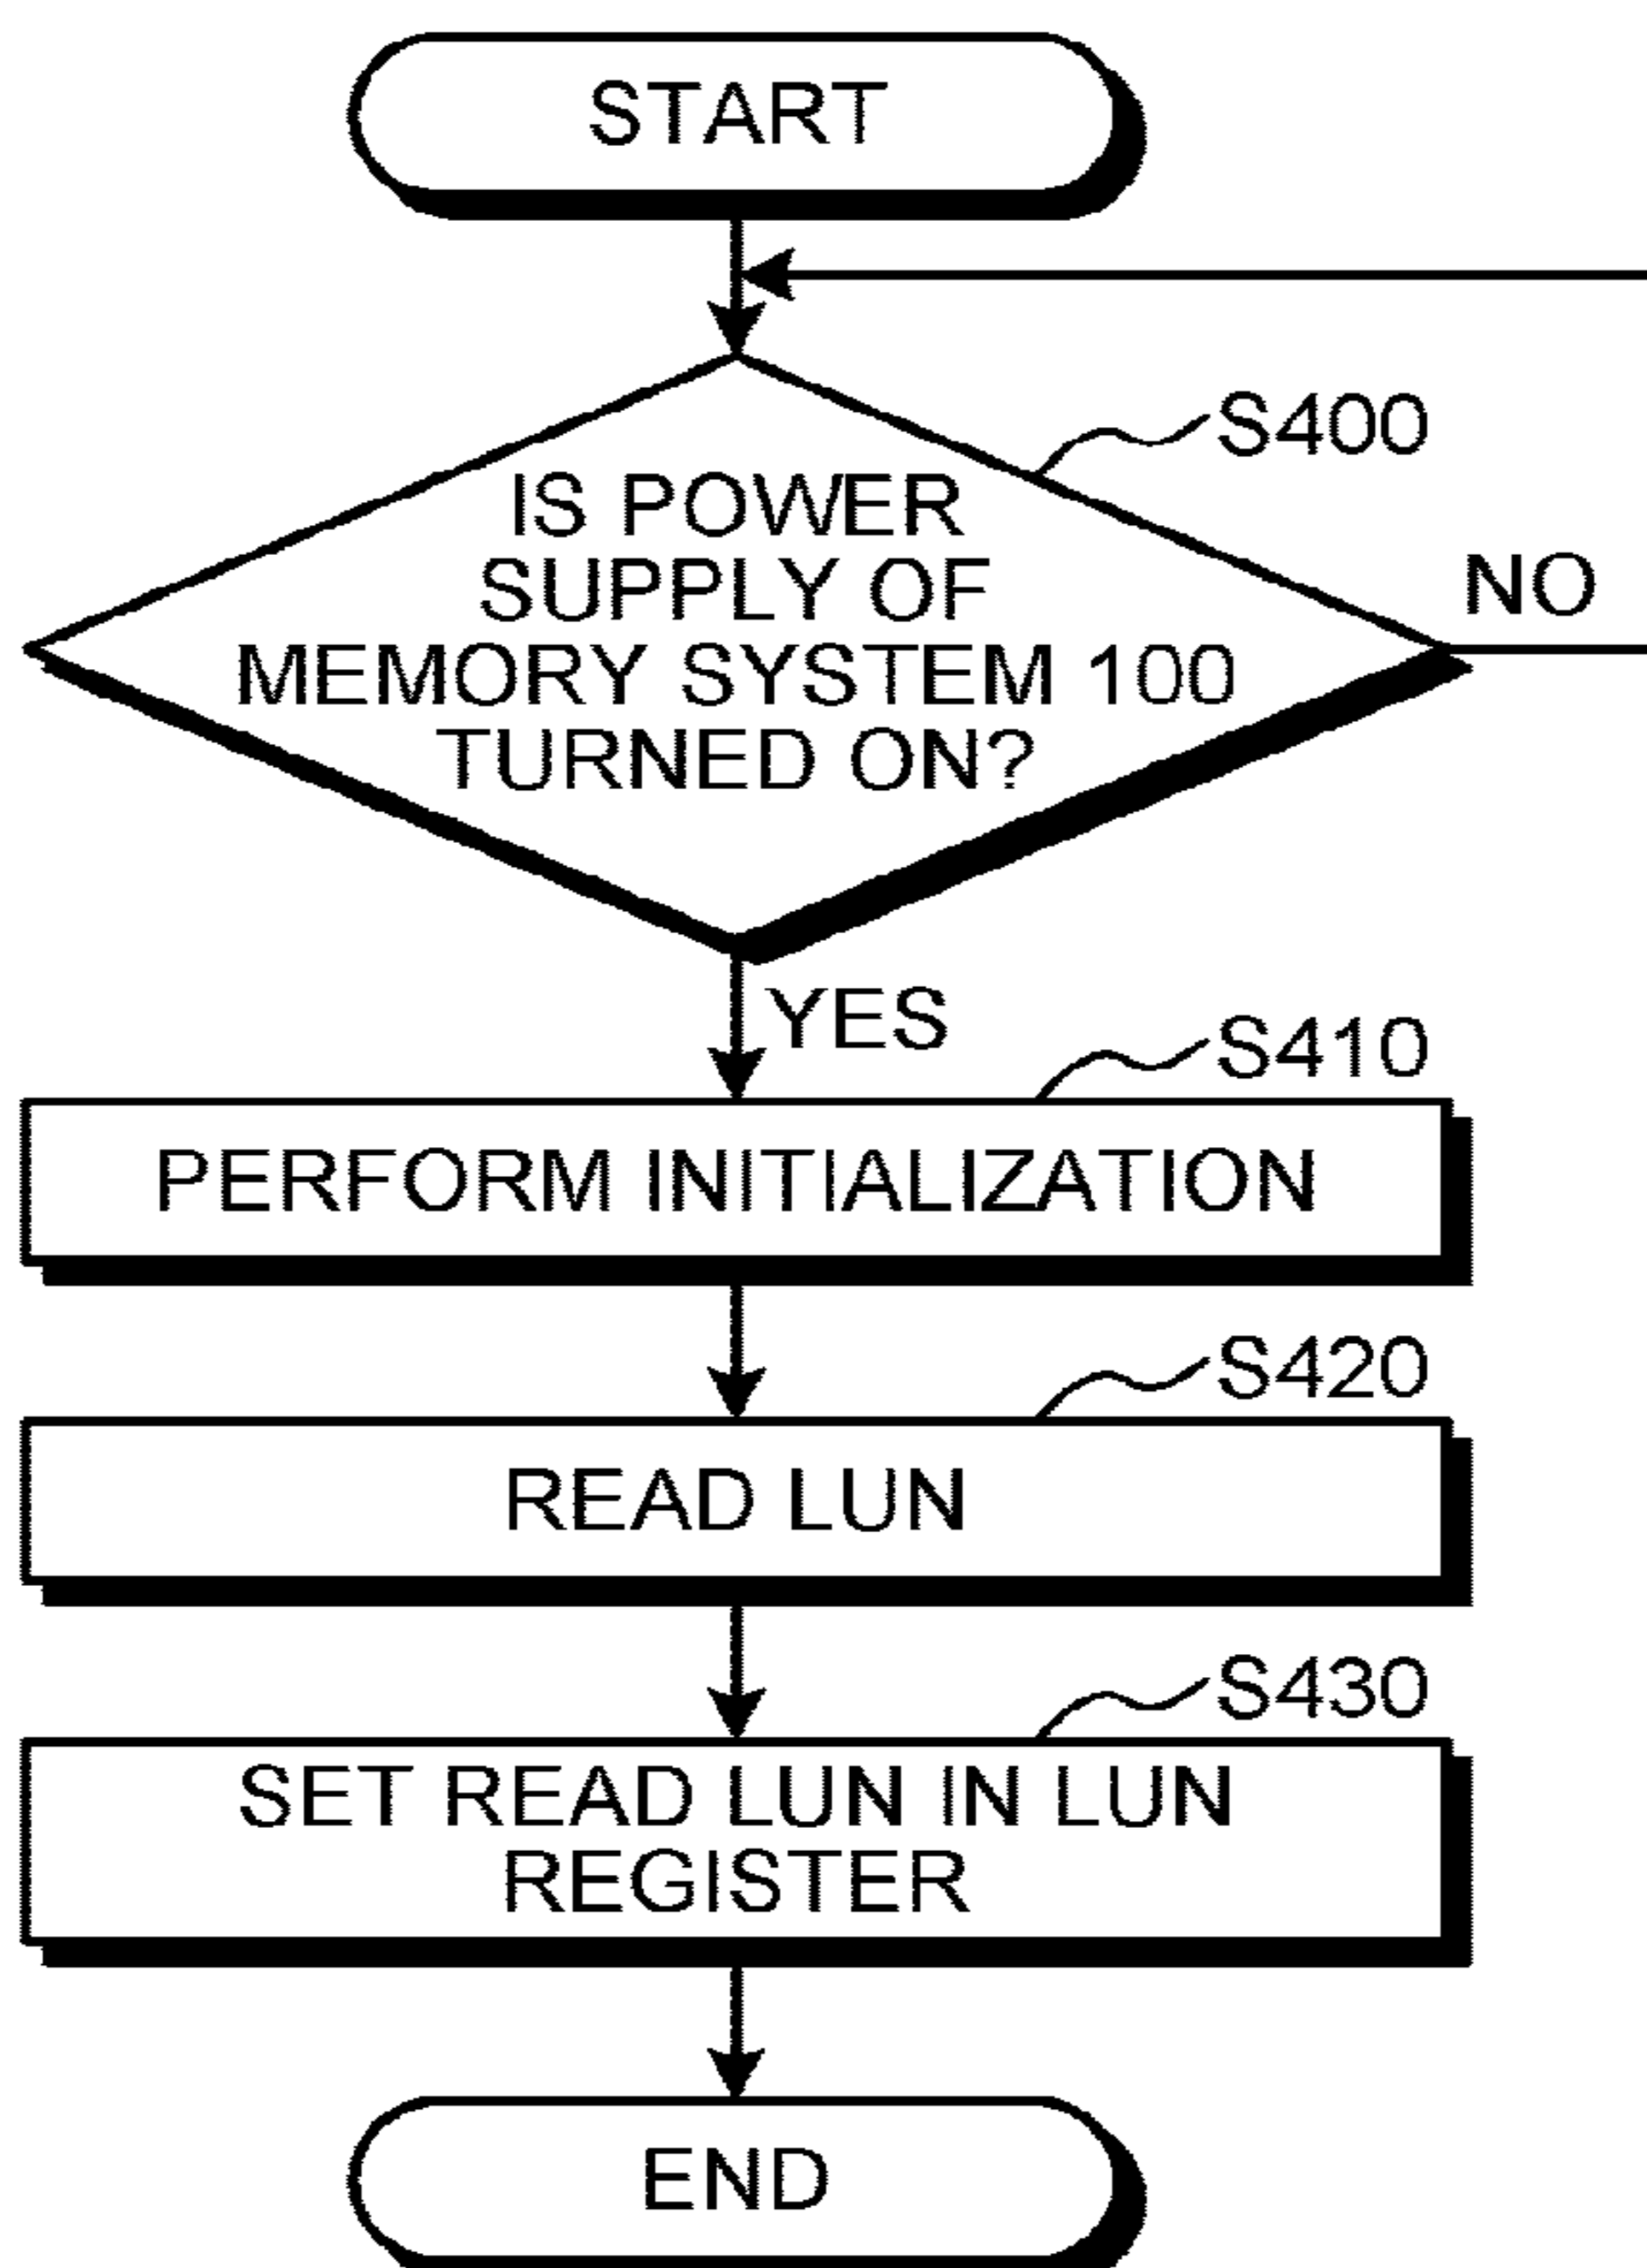 START
S400
IS POWER
SUPPLY OF
MEMORY SYSTEM 100
TURNED ON?
NO
YES
S410
PERFORM INITIALIZATION
S420
READ LUN
S430
SET READ LUN IN LUN
REGISTER
END